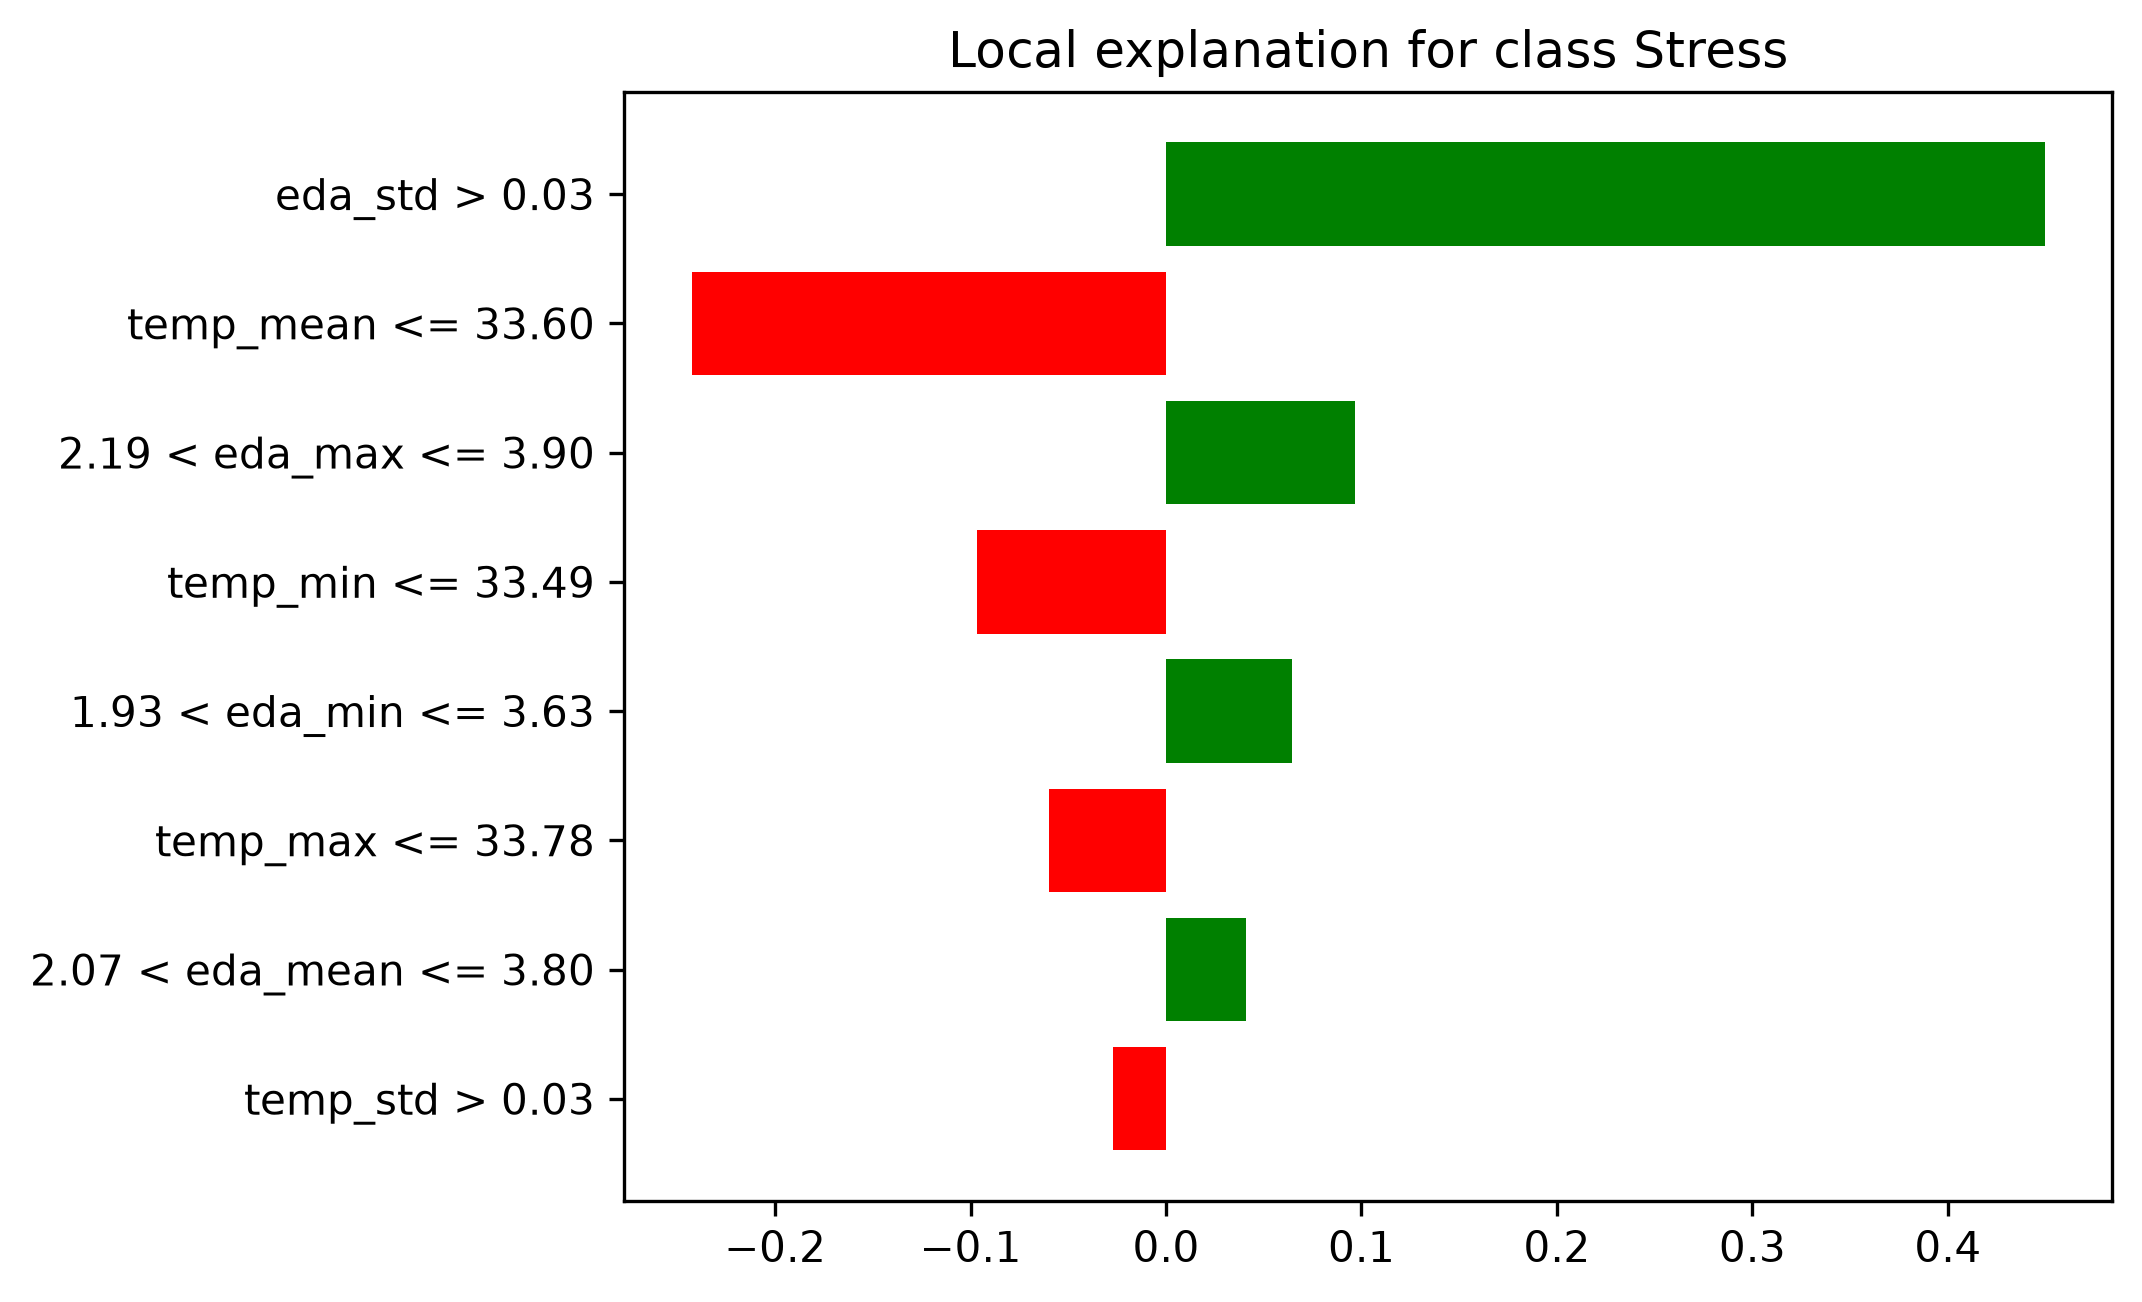 Local explanation for class Stress
eda_std > 0.03
temp_mean <= 33.60
2.19 < eda_max <= 3.90
temp_min <= 33.49
1.93 < eda_min <= 3.63
temp_max <= 33.78
2.07 < eda_mean <= 3.80
temp_std > 0.03
−0.2 −0.1 0.0 0.1 0.2 0.3 0.4